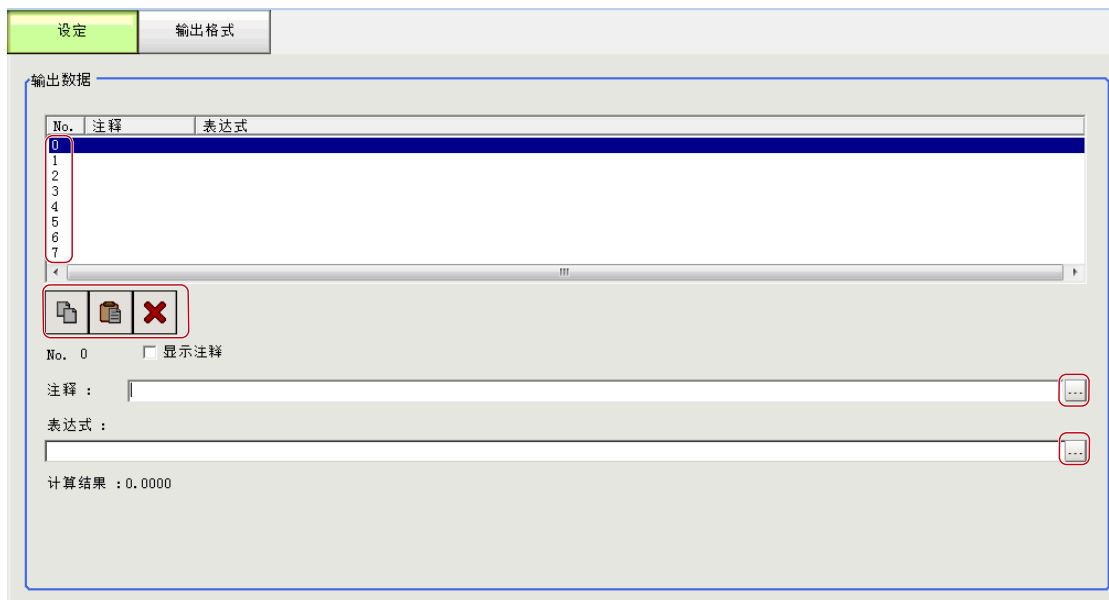 设定 输出格式
输出数据
No. 注释 表达式
0
1
2
3
4
5
6
7
No. 0 显示注释
注释 : ...
表达式 :
...
计算结果 :0.0000